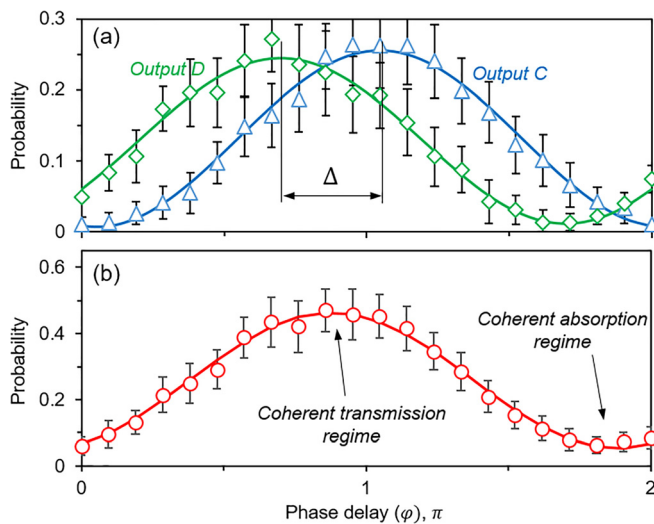 (a)
0.3
0.2
0.1
0
Probability
Output D
Output C
Δ
(b)
0.6
0.4
0.2
0
Probability
Coherent absorption
regime
Coherent transmission
regime
0
1
2
Phase delay (φ), π